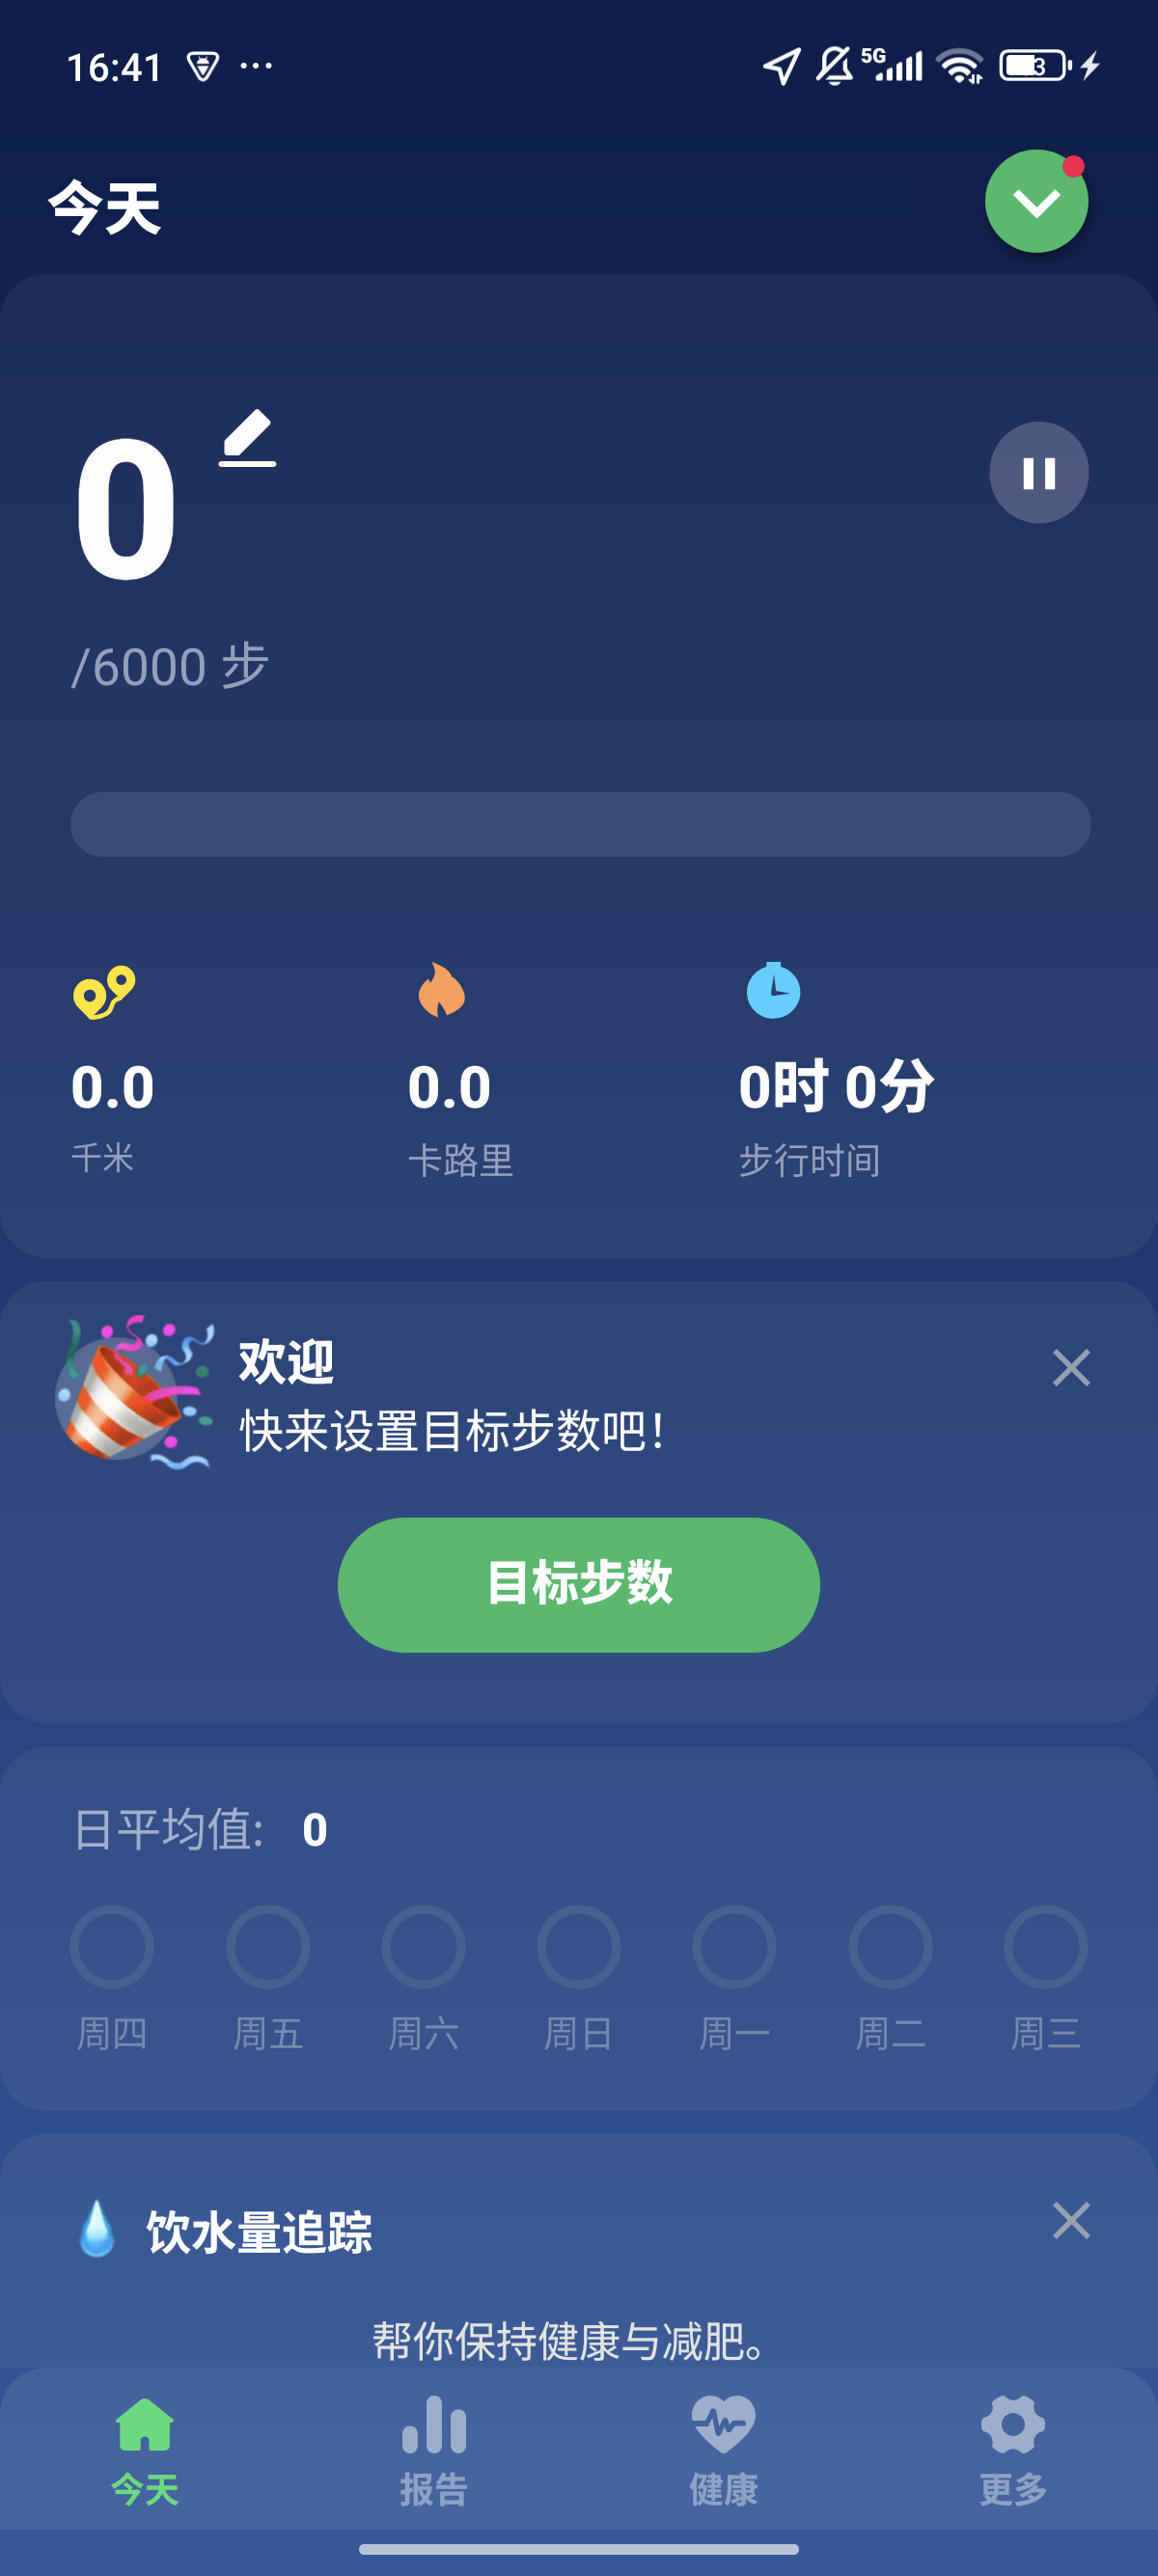 16:41
5G
今天
0
/6000 步
0.0
0.0
0时 0分
千米
卡路里
步行时间
欢迎
快来设置目标步数吧！
目标步数
日平均值: 0
周四 周五 周六 周日 周一 周二 周三
饮水量追踪
帮你保持健康与减肥。
今天 报告 健康 更多